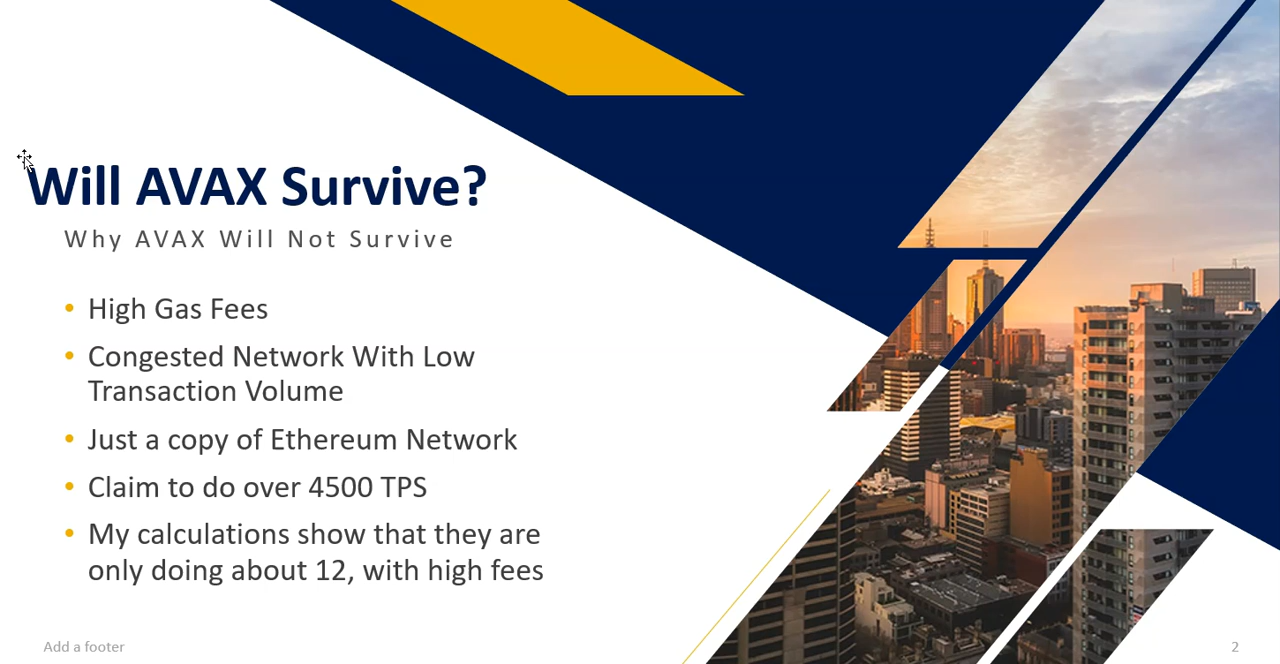 Will AVAX Survive?
Why AVAX Will Not Survive
• High Gas Fees
• Congested Network With Low
Transaction Volume
• Just a copy of Ethereum Network
• Claim to do over 4500 TPS
• My calculations show that they are
only doing about 12, with high fees
Add a footer
2